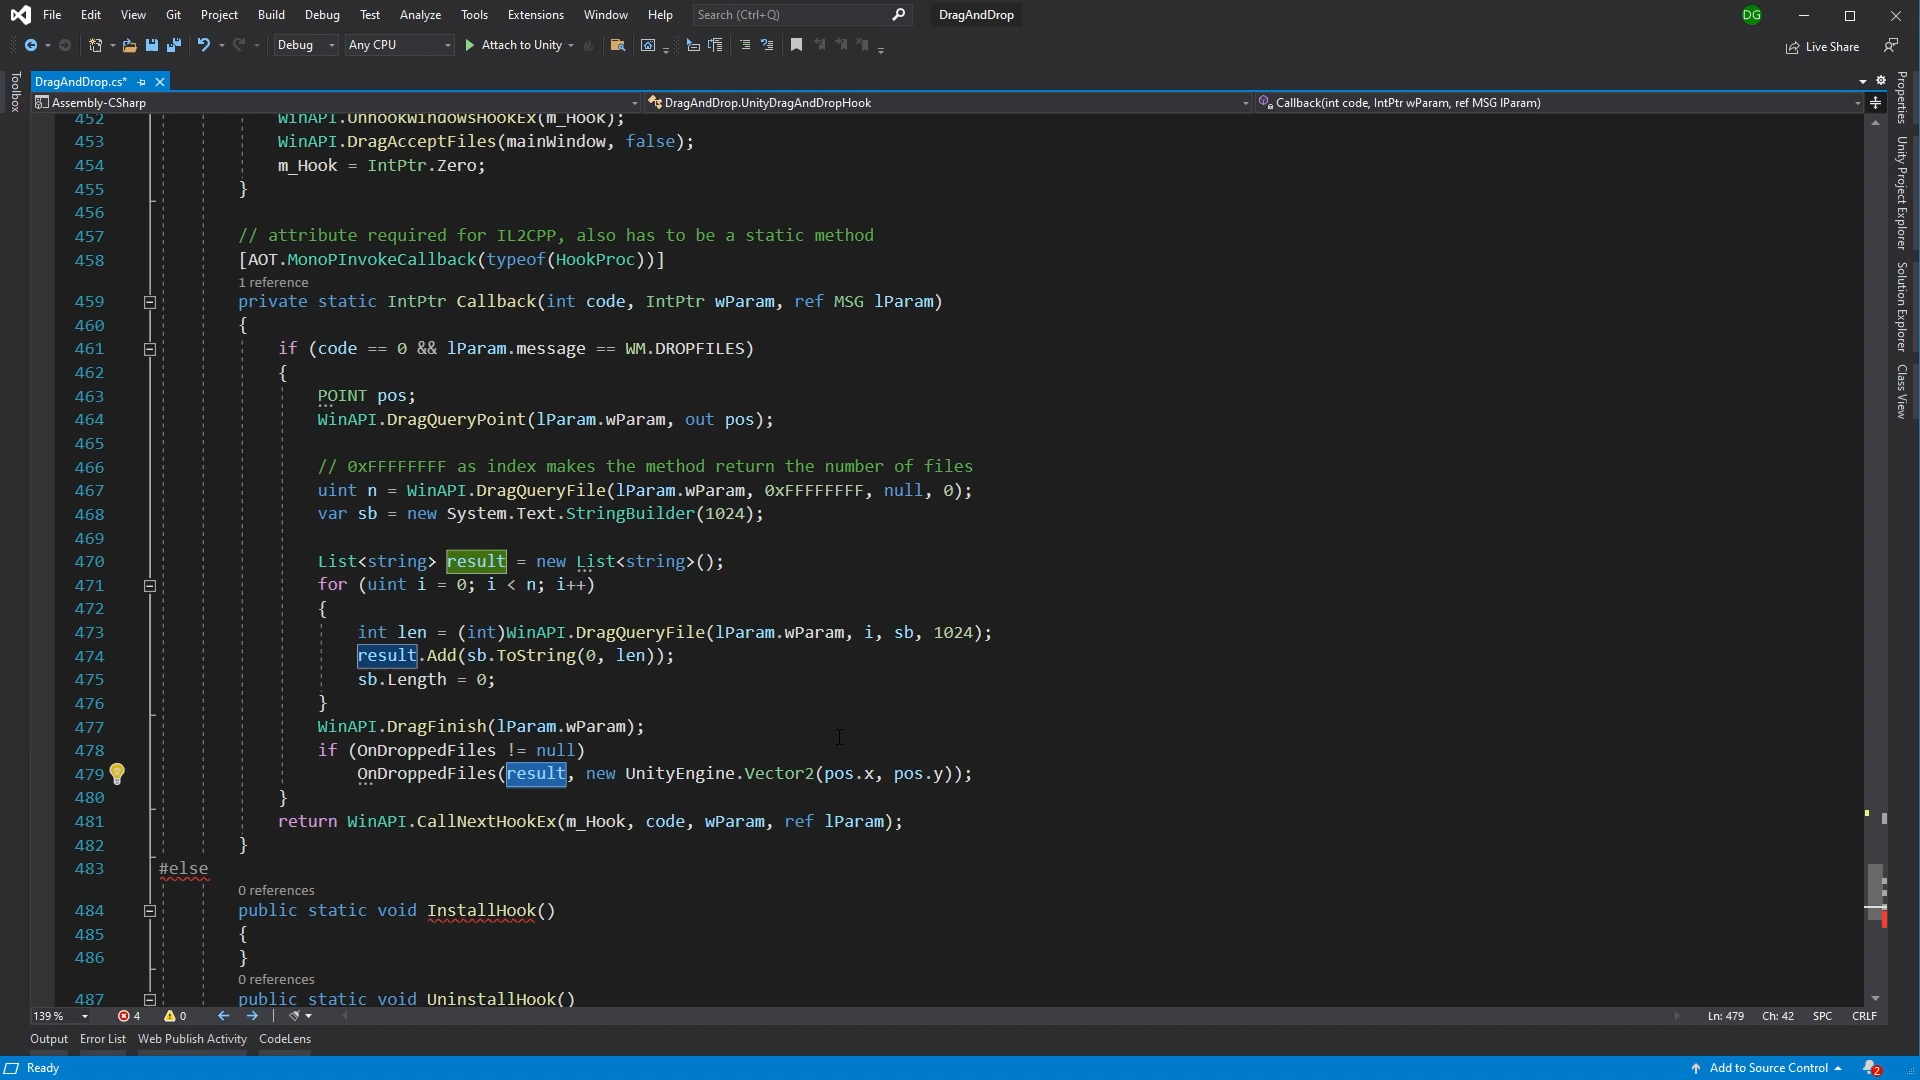 File Edit View Git Project Build Debug Test Analyze Tools Extensions Window Help Search (Ctrl+Q) DragAndDrop DG
Debug Any CPU Attach to Unity Live Share
DragAndDrop.cs*
Assembly-CSharp DragAndDrop.UnityDragAndDropHook Callback(int code, IntPtr wParam, ref MSG lParam)
Toolbox
Properties
Unity Project Explorer
Solution Explorer
Class View
452 WinAPI.UnhookWindowsHookEx(m_Hook);
453 WinAPI.DragAcceptFiles(mainWindow, false);
454 m_Hook = IntPtr.Zero;
455 }
456
457 // attribute required for IL2CPP, also has to be a static method
458 [AOT.MonoPInvokeCallback(typeof(HookProc))]
1 reference
459 private static IntPtr Callback(int code, IntPtr wParam, ref MSG lParam)
460 {
461 if (code == 0 && lParam.message == WM.DROPFILES)
462 {
463 POINT pos;
464 WinAPI.DragQueryPoint(lParam.wParam, out pos);
465
466 // 0xFFFFFFFF as index makes the method return the number of files
467 uint n = WinAPI.DragQueryFile(lParam.wParam, 0xFFFFFFFF, null, 0);
468 var sb = new System.Text.StringBuilder(1024);
469
470 List<string> result = new List<string>();
471 for (uint i = 0; i < n; i++)
472 {
473 int len = (int)WinAPI.DragQueryFile(lParam.wParam, i, sb, 1024);
474 result.Add(sb.ToString(0, len));
475 sb.Length = 0;
476 }
477 WinAPI.DragFinish(lParam.wParam);
478 if (OnDroppedFiles != null)
479 OnDroppedFiles(result, new UnityEngine.Vector2(pos.x, pos.y));
480 }
481 return WinAPI.CallNextHookEx(m_Hook, code, wParam, ref lParam);
482 }
483 #else
0 references
484 public static void InstallHook()
485 {
486 }
0 references
487 public static void UninstallHook()
139 % 4 0 Ln: 479 Ch: 42 SPC CRLF
Output Error List Web Publish Activity CodeLens
Ready Add to Source Control 2